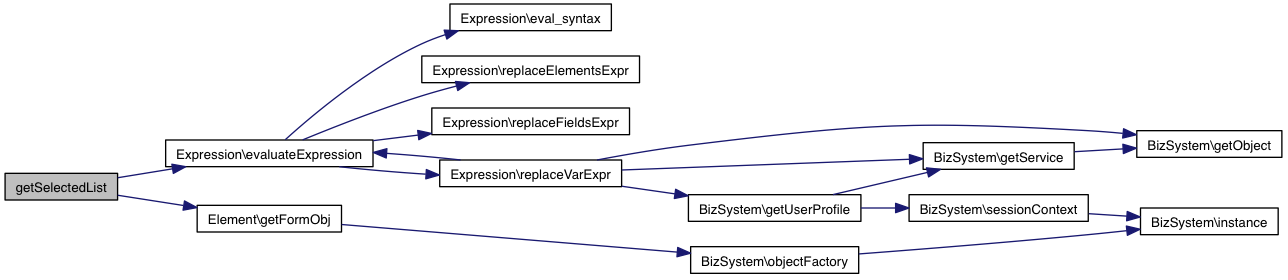 Expression\eval_syntax
Expression\replaceElementsExpr
Expression\replaceFieldsExpr
BizSystem\getObject
Expression\evaluateExpression
BizSystem\getService
Expression\replaceVarExpr
getSelectedList
BizSystem\getUserProfile
BizSystem\sessionContext
Element\getFormObj
BizSystem\instance
BizSystem\objectFactory